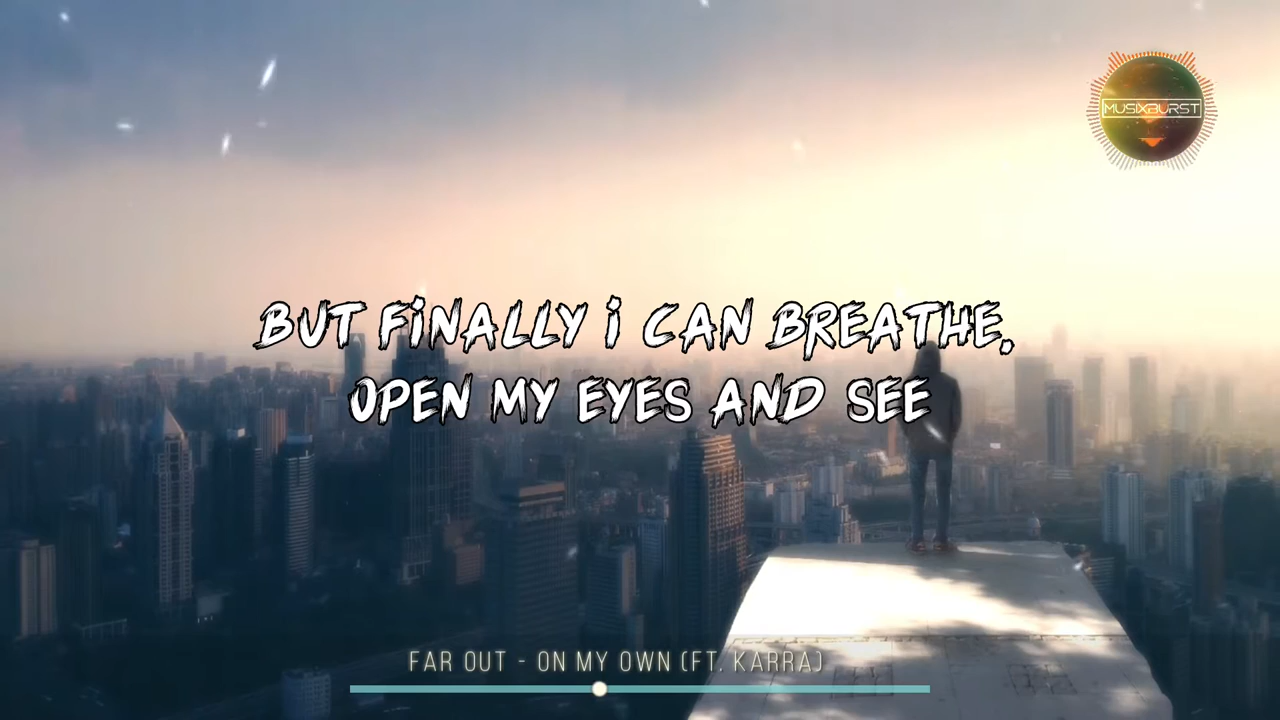 MUSIXBURST
BUT FINALLY I CAN BREATHE,
OPEN MY EYES AND SEE
FAR OUT - ON MY OWN (FT. KARRA)